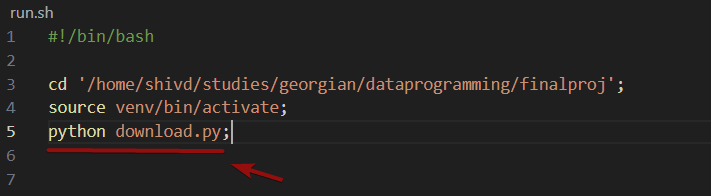 run.sh
1 #!/bin/bash
2
3 cd '/home/shivd/studies/georgian/dataprogramming/finalproj';
4 source venv/bin/activate;
5 python download.py;
6
7